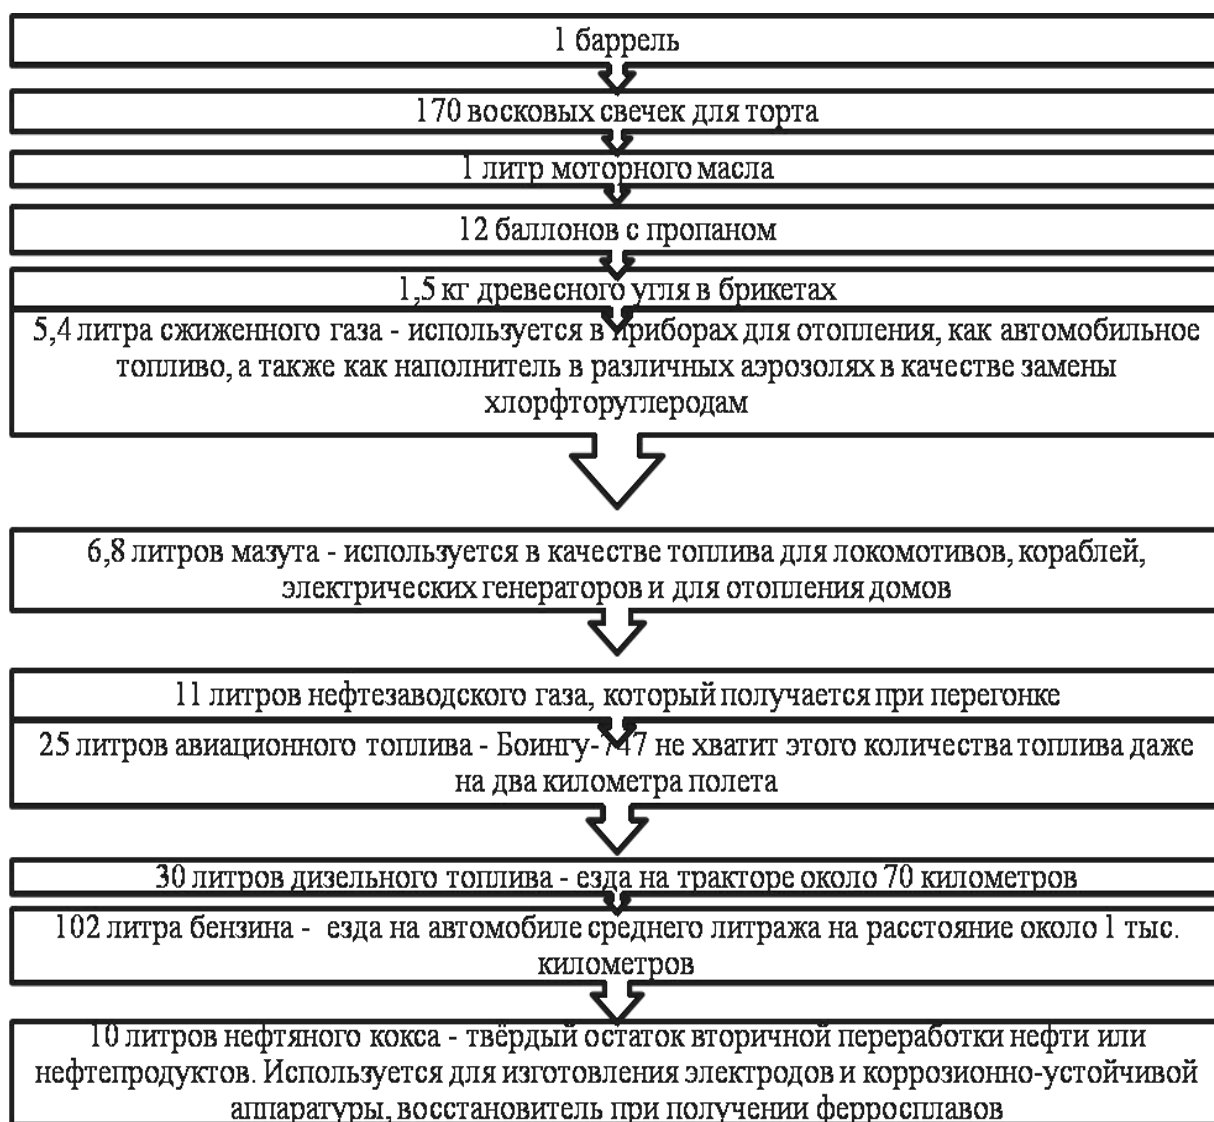 1 баррель
170 восковых свечек для торта
1 литр моторного масла
12 баллонов с пропаном
1,5 кг древесного угля в брикетах
5,4 литра сжиженного газа - используется в приборах для отопления, как автомобильное
топливо, а также как наполнитель в различных аэрозолях в качестве замены
хлорфторуглеродам
6,8 литров мазута - используется в качестве топлива для локомотивов, кораблей,
электрических генераторов и для отопления домов
11 литров нефтезаводского газа, который получается при перегонке
25 литров авиационного топлива - Боингу-747 не хватит этого количества топлива даже
на два километра полета
30 литров дизельного топлива - езда на тракторе около 70 километров
102 литра бензина - езда на автомобиле среднего литража на расстояние около 1 тыс.
километров
10 литров нефтяного кокса - твёрдый остаток вторичной переработки нефти или
нефтепродуктов. Используется для изготовления электродов и коррозионно-устойчивой
аппаратуры, восстановитель при получении ферросплавов